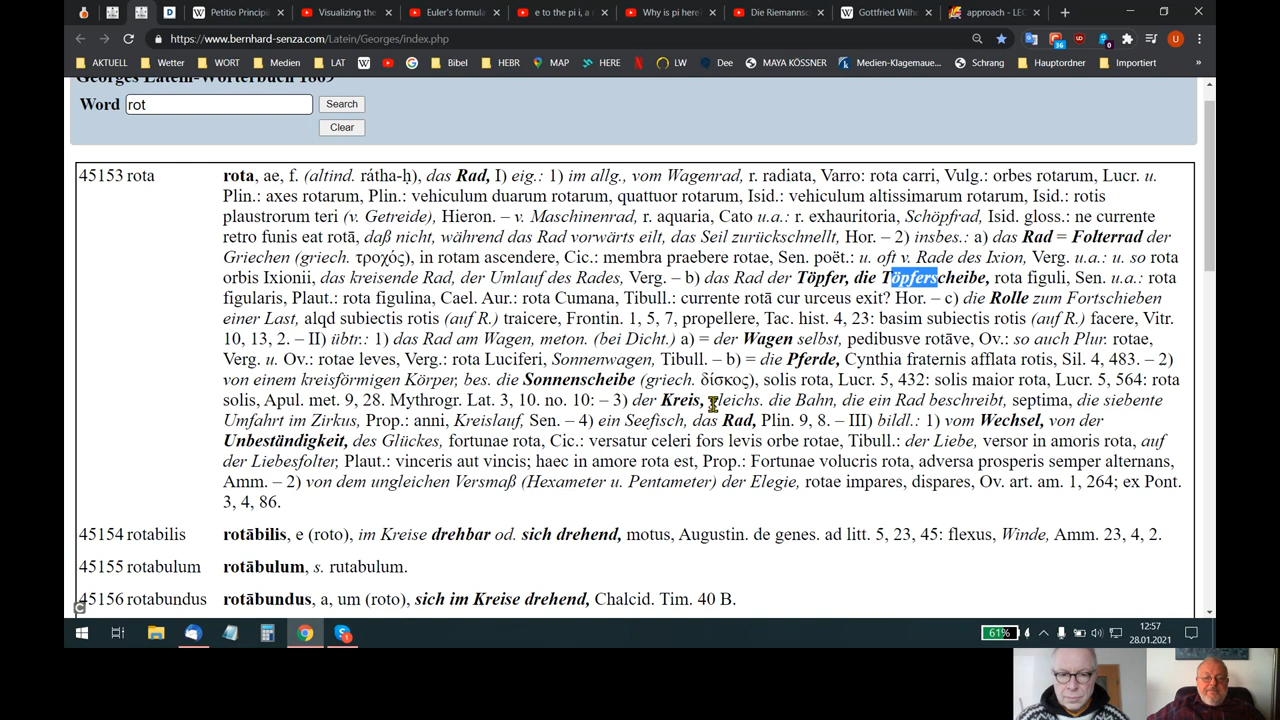 Petitio Principii
Visualizing the
Euler's formula
e to the pi i, a r
Why is pi here?
Die Riemannsc
Gottfried Wilhe
approach - LEO
https://www.bernhard-senza.com/Latein/Georges/index.php
36
0
U
AKTUELL Wetter WORT Medien LAT Bibel HEBR MAP HERE LW Dee MAYA KÖSSNER Medien-Klagemaue... Schrang Hauptordner Importiert »
Georges Latein-Wörterbuch 1869
Word rot Search
Clear
45153 rota rota, ae, f. (altind. rátha-ḥ), das Rad, I) eig.: 1) im allg., vom Wagenrad, r. radiata, Varro: rota carri, Vulg.: orbes rotarum, Lucr. u.
Plin.: axes rotarum, Plin.: vehiculum duarum rotarum, quattuor rotarum, Isid.: vehiculum altissimarum rotarum, Isid.: rotis
plaustrorum teri (v. Getreide), Hieron. – v. Maschinenrad, r. aquaria, Cato u.a.: r. exhauritoria, Schöpfrad, Isid. gloss.: ne currente
retro funis eat rotā, daß nicht, während das Rad vorwärts eilt, das Seil zurückschnellt, Hor. – 2) insbes.: a) das Rad = Folterrad der
Griechen (griech. τροχός), in rotam ascendere, Cic.: membra praebere rotae, Sen. poët.: u. oft v. Rade des Ixion, Verg. u.a.: u. so rota
orbis Ixionii, das kreisende Rad, der Umlauf des Rades, Verg. – b) das Rad der Töpfer, die Töpferscheibe, rota figuli, Sen. u.a.: rota
figularis, Plaut.: rota figulina, Cael. Aur.: rota Cumana, Tibull.: currente rotā cur urceus exit? Hor. – c) die Rolle zum Fortschieben
einer Last, alqd subiectis rotis (auf R.) traicere, Frontin. 1, 5, 7, propellere, Tac. hist. 4, 23: basim subiectis rotis (auf R.) facere, Vitr.
10, 13, 2. – II) übtr.: 1) das Rad am Wagen, meton. (bei Dicht.) a) = der Wagen selbst, pedibusve rotāve, Ov.: so auch Plur. rotae,
Verg. u. Ov.: rotae leves, Verg.: rota Luciferi, Sonnenwagen, Tibull. – b) = die Pferde, Cynthia fraternis afflata rotis, Sil. 4, 483. – 2)
von einem kreisförmigen Körper, bes. die Sonnenscheibe (griech. δίσκος), solis rota, Lucr. 5, 432: solis maior rota, Lucr. 5, 564: rota
solis, Apul. met. 9, 28. Mythogr. Lat. 3, 10. no. 10: – 3) der Kreis, gleichs. die Bahn, die ein Rad beschreibt, septima, die siebente
Umfahrt im Zirkus, Prop.: anni, Kreislauf, Sen. – 4) ein Seefisch, das Rad, Plin. 9, 8. – III) bildl.: 1) vom Wechsel, von der
Unbeständigkeit, des Glückes, fortunae rota, Cic.: versatur celeri fors levis orbe rotae, Tibull.: der Liebe, versor in amoris rota, auf
der Liebesfolter, Plaut.: vinceris aut vincis; haec in amore rota est, Prop.: Fortunae volucris rota, adversa prosperis semper alternans,
Amm. – 2) von dem ungleichen Versmaß (Hexameter u. Pentameter) der Elegie, rotae impares, dispares, Ov. art. am. 1, 264; ex Pont.
3, 4, 86.
45154 rotabilis rotābilis, e (roto), im Kreise drehbar od. sich drehend, motus, Augustin. de genes. ad litt. 5, 23, 45: flexus, Winde, Amm. 23, 4, 2.
45155 rotabulum rotābulum, s. rutabulum.
45156 rotabundus rotābundus, a, um (roto), sich im Kreise drehend, Chalcid. Tim. 40 B.
61%
12:57
28.01.2021